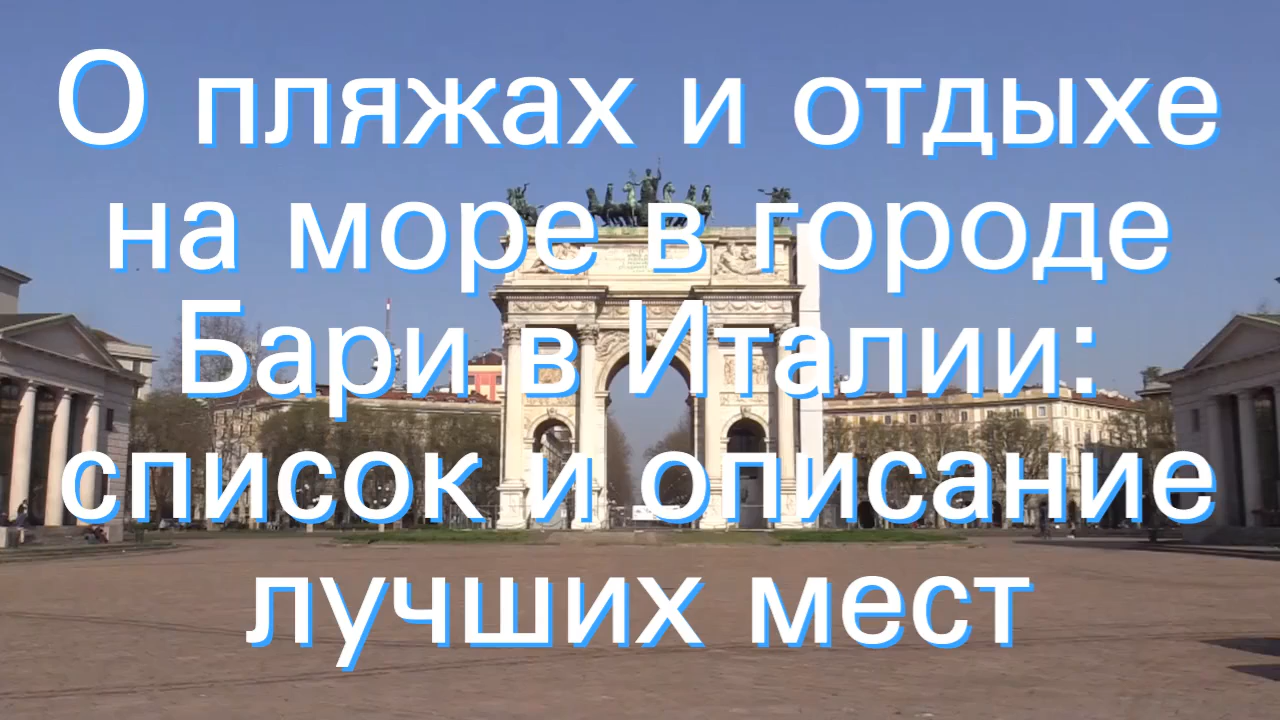 О пляжах и отдыхе
на море в городе
Бари в Италии:
список и описание
лучших мест